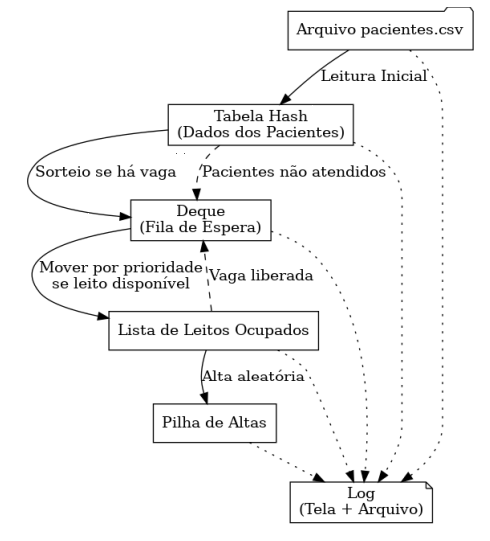 Arquivo pacientes.csv
Leitura Inicial
Tabela Hash
(Dados dos Pacientes)
Sorteio se há vaga
Pacientes não atendidos
Deque
(Fila de Espera)
Mover por prioridade
se leito disponível
Vaga liberada
Lista de Leitos Ocupados
Alta aleatória
Pilha de Altas
Log
(Tela + Arquivo)